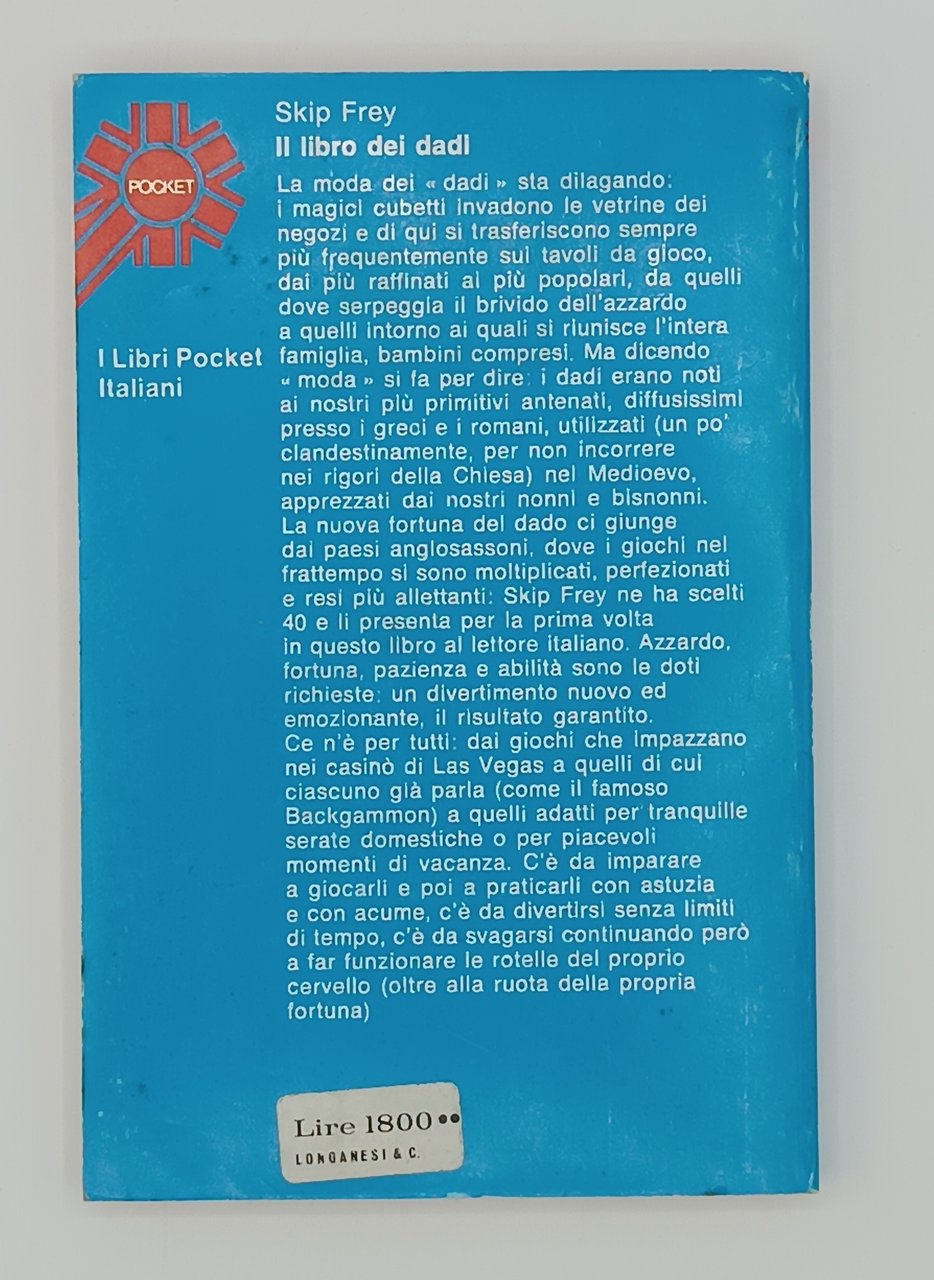 POCKET
I Libri Pocket
Italiani
Skip Frey
Il libro dei dadi
La moda dei « dadi » sta dilagando:
i magici cubetti invadono le vetrine dei
negozi e di qui si trasferiscono sempre
più frequentemente sui tavoli da gioco,
dai più raffinati ai più popolari, da quelli
dove serpeggia il brivido dell'azzardo
a quelli intorno ai quali si riunisce l'intera
famiglia, bambini compresi. Ma dicendo
« moda » si fa per dire: i dadi erano noti
ai nostri più primitivi antenati, diffusissimi
presso i greci e i romani, utilizzati (un po'
clandestinamente, per non incorrere
nei rigori della Chiesa) nel Medioevo,
apprezzati dai nostri nonni e bisnonni.
La nuova fortuna del dado ci giunge
dai paesi anglosassoni, dove i giochi nel
frattempo si sono moltiplicati, perfezionati
e resi più allettanti: Skip Frey ne ha scelti
40 e li presenta per la prima volta
in questo libro al lettore italiano. Azzardo,
fortuna, pazienza e abilità sono le doti
richieste: un divertimento nuovo ed
emozionante, il risultato garantito.
Ce n'è per tutti: dai giochi che impazzano
nei casinò di Las Vegas a quelli di cui
ciascuno già parla (come il famoso
Backgammon) a quelli adatti per tranquille
serate domestiche o per piacevoli
momenti di vacanza. C'è da imparare
a giocarli e poi a praticarli con astuzia
e con acume, c'è da divertirsi senza limiti
di tempo, c'è da svagarsi continuando però
a far funzionare le rotelle del proprio
cervello (oltre alla ruota della propria
fortuna)
Lire 1800••
LONGANESI & C.